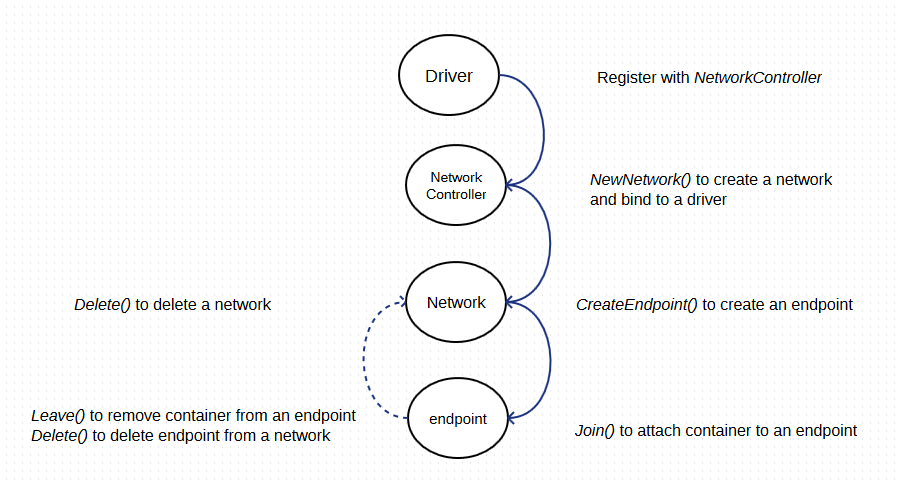 Driver
Register with NetworkController
Network
Controller
NewNetwork() to create a network
and bind to a driver
Delete() to delete a network
Network
CreateEndpoint() to create an endpoint
Leave() to remove container from an endpoint
Delete() to delete endpoint from a network
endpoint
Join() to attach container to an endpoint